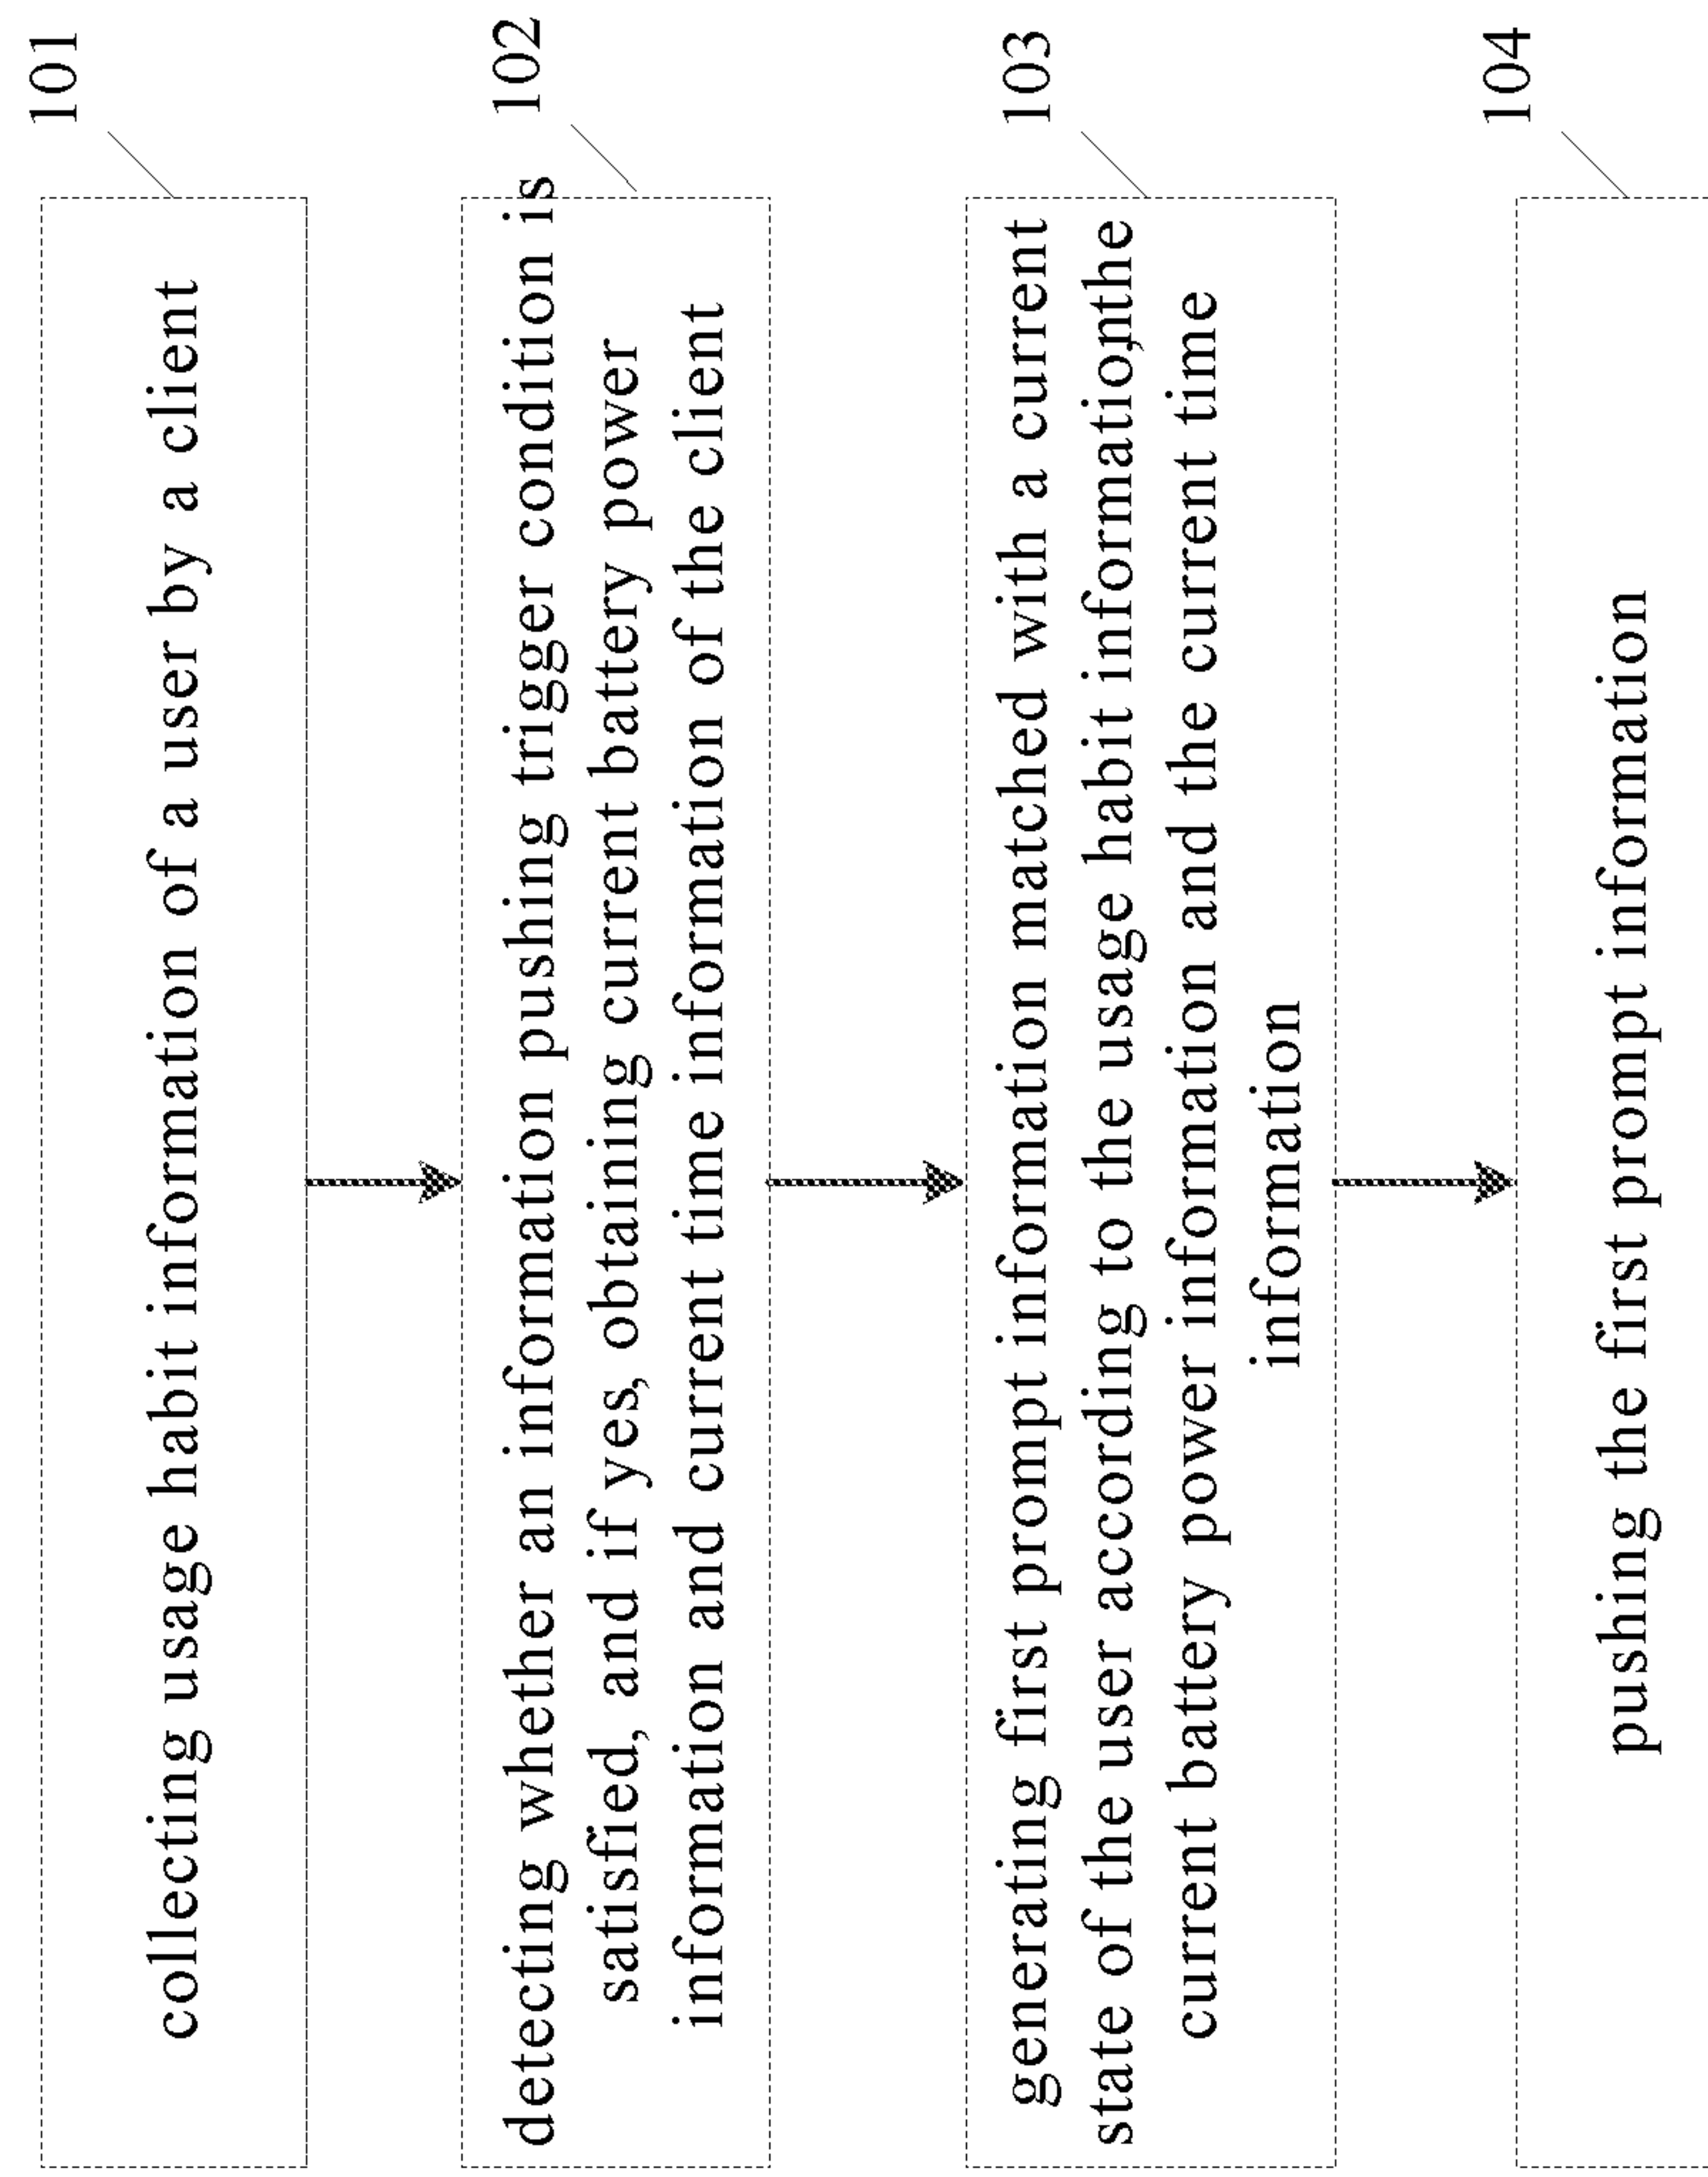 101
collecting usage habit information of a user by a client
102
detecting whether an information pushing trigger condition is
satisfied, and if yes, obtaining current battery power
information and current time information of the client
103
generating first prompt information matched with a current
state of the user according to the usage habit information, the
current battery power information and the current time
information
104
pushing the first prompt information